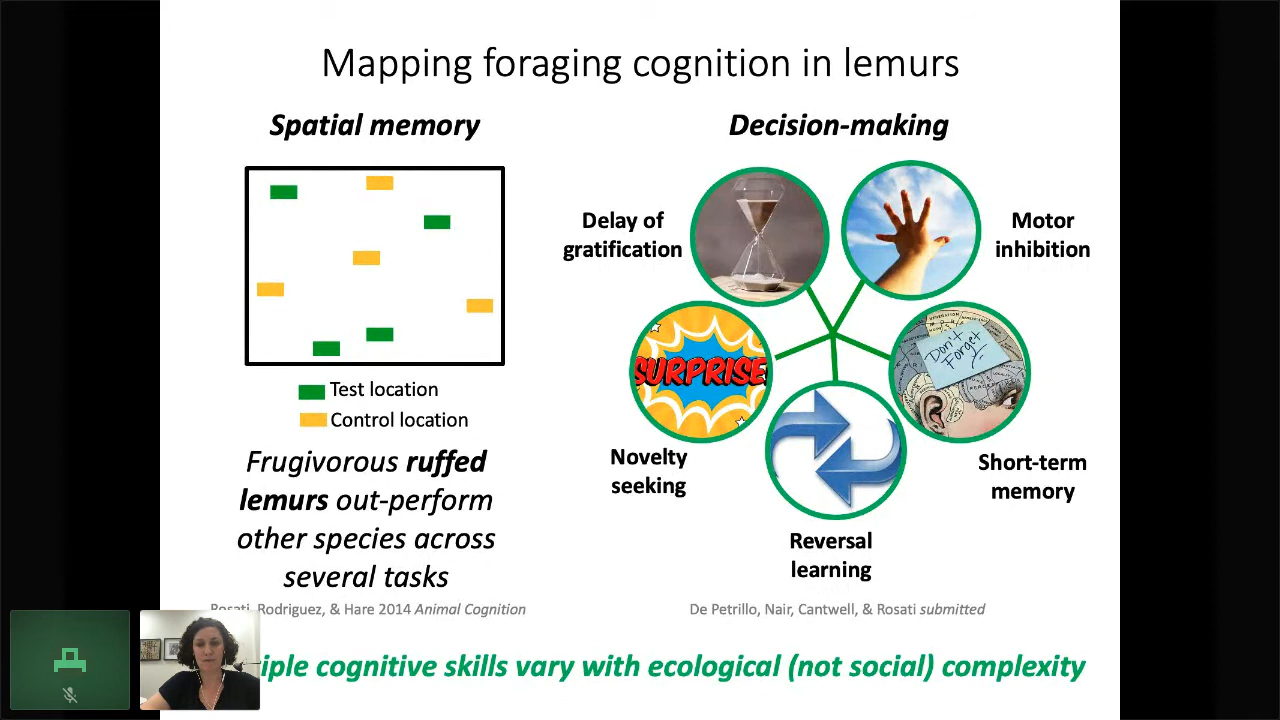 Mapping foraging cognition in lemurs
Spatial memory
Test location
Control location
Frugivorous ruffed
lemurs out-perform
other species across
several tasks
Rosati, Rodriguez, & Hare 2014 Animal Cognition
Decision-making
Delay of
gratification
Motor
inhibition
SURPRISE
Don't
Forget
Novelty
seeking
Short-term
memory
Reversal
learning
De Petrillo, Nair, Cantwell, & Rosati submitted
iple cognitive skills vary with ecological (not social) complexity